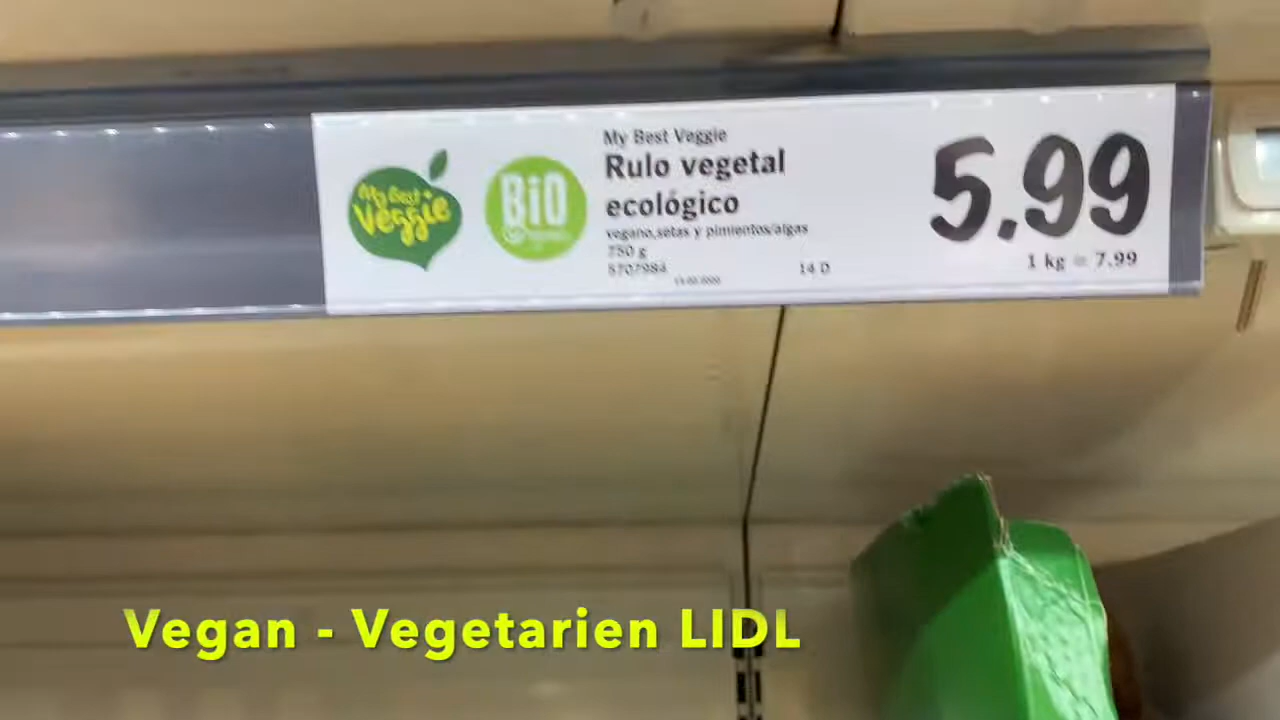 My Best
Veggie
BiO
My Best Veggie
Rulo vegetal
ecológico
vegano,setas y pimientos/algas
750 g
5707984
14 D
5.99
1 kg = 7.99
Vegan - Vegetarien LIDL